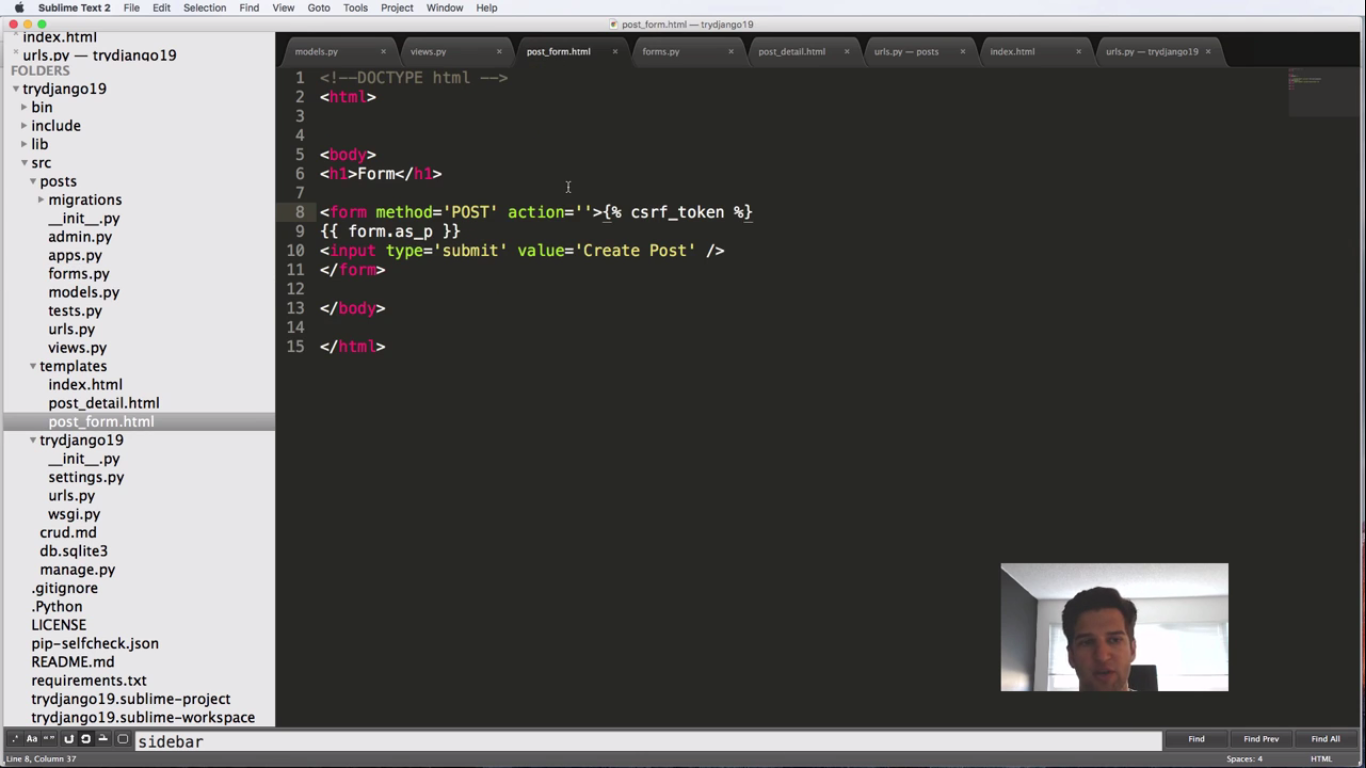 Sublime Text 2 File Edit Selection Find View Goto Tools Project Window Help
post_form.html — trydjango19
index.html
urls.py — trydjango19
FOLDERS
trydjango19
bin
include
lib
src
posts
migrations
__init__.py
admin.py
apps.py
forms.py
models.py
tests.py
urls.py
views.py
templates
index.html
post_detail.html
post_form.html
trydjango19
__init__.py
settings.py
urls.py
wsgi.py
crud.md
db.sqlite3
manage.py
.gitignore
.Python
LICENSE
pip-selfcheck.json
README.md
requirements.txt
trydjango19.sublime-project
trydjango19.sublime-workspace
models.py × views.py × post_form.html × forms.py × post_detail.html × urls.py — posts × index.html × urls.py — trydjango19 ×
1 <!--DOCTYPE html -->
2 <html>
3
4
5 <body>
6 <h1>Form</h1>
7
8 <form method='POST' action=''>{% csrf_token %}
9 {{ form.as_p }}
10 <input type='submit' value='Create Post' />
11 </form>
12
13 </body>
14
15 </html>
.* Aa “” sidebar Find Find Prev Find All
Line 8, Column 37 Spaces: 4 HTML